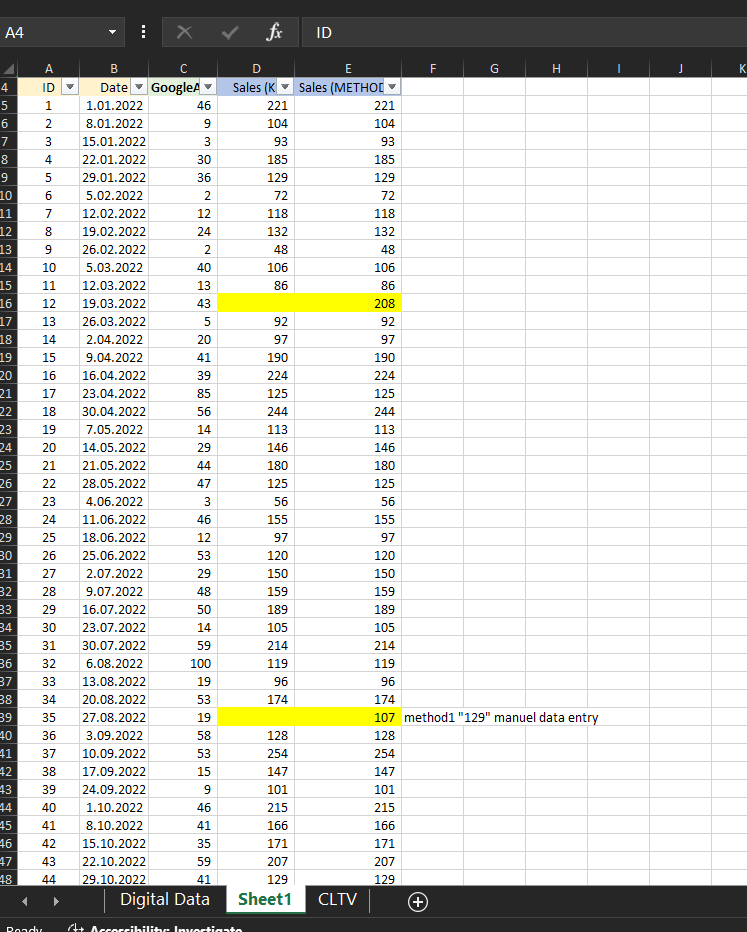 A4 fx ID
A B C D E F G H I J K
4 ID Date GoogleA Sales (K Sales (METHOD
5 1 1.01.2022 46 221 221
6 2 8.01.2022 9 104 104
7 3 15.01.2022 3 93 93
8 4 22.01.2022 30 185 185
9 5 29.01.2022 36 129 129
10 6 5.02.2022 2 72 72
11 7 12.02.2022 12 118 118
12 8 19.02.2022 24 132 132
13 9 26.02.2022 2 48 48
14 10 5.03.2022 40 106 106
15 11 12.03.2022 13 86 86
16 12 19.03.2022 43 208
17 13 26.03.2022 5 92 92
18 14 2.04.2022 20 97 97
19 15 9.04.2022 41 190 190
20 16 16.04.2022 39 224 224
21 17 23.04.2022 85 125 125
22 18 30.04.2022 56 244 244
23 19 7.05.2022 14 113 113
24 20 14.05.2022 29 146 146
25 21 21.05.2022 44 180 180
26 22 28.05.2022 47 125 125
27 23 4.06.2022 3 56 56
28 24 11.06.2022 46 155 155
29 25 18.06.2022 12 97 97
30 26 25.06.2022 53 120 120
31 27 2.07.2022 29 150 150
32 28 9.07.2022 48 159 159
33 29 16.07.2022 50 189 189
34 30 23.07.2022 14 105 105
35 31 30.07.2022 59 214 214
36 32 6.08.2022 100 119 119
37 33 13.08.2022 19 96 96
38 34 20.08.2022 53 174 174
39 35 27.08.2022 19 107 method1 "129" manuel data entry
40 36 3.09.2022 58 128 128
41 37 10.09.2022 53 254 254
42 38 17.09.2022 15 147 147
43 39 24.09.2022 9 101 101
44 40 1.10.2022 46 215 215
45 41 8.10.2022 41 166 166
46 42 15.10.2022 35 171 171
47 43 22.10.2022 59 207 207
48 44 29.10.2022 41 129 129
Digital Data Sheet1 CLTV
Ready Accessibility: Investigate